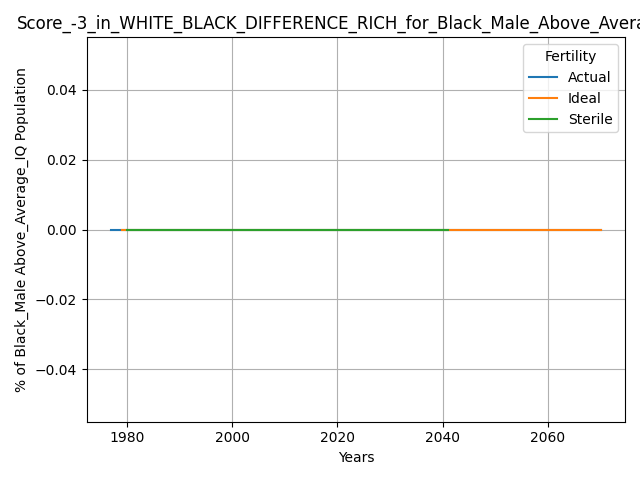 Score_-3_in_WHITE_BLACK_DIFFERENCE_RICH_for_Black_Male_Above_Avera
Fertility
Actual
Ideal
Sterile
% of Black_Male Above_Average_IQ Population
0.04
0.02
0.00
−0.02
−0.04
1980
2000
2020
2040
2060
Years